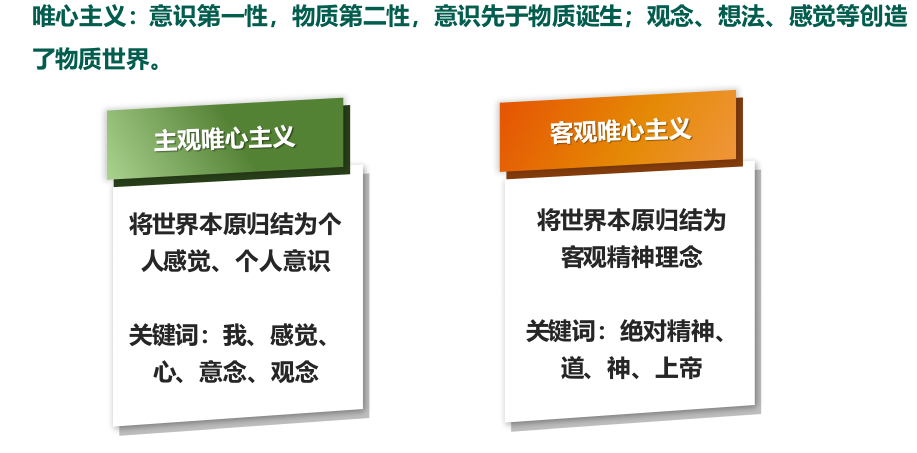 唯心主义：意识第一性，物质第二性，意识先于物质诞生；观念、想法、感觉等创造
了物质世界。
主观唯心主义
将世界本原归结为个
人感觉、个人意识
关键词：我、感觉、
心、意念、观念
客观唯心主义
将世界本原归结为
客观精神理念
关键词：绝对精神、
道、神、上帝